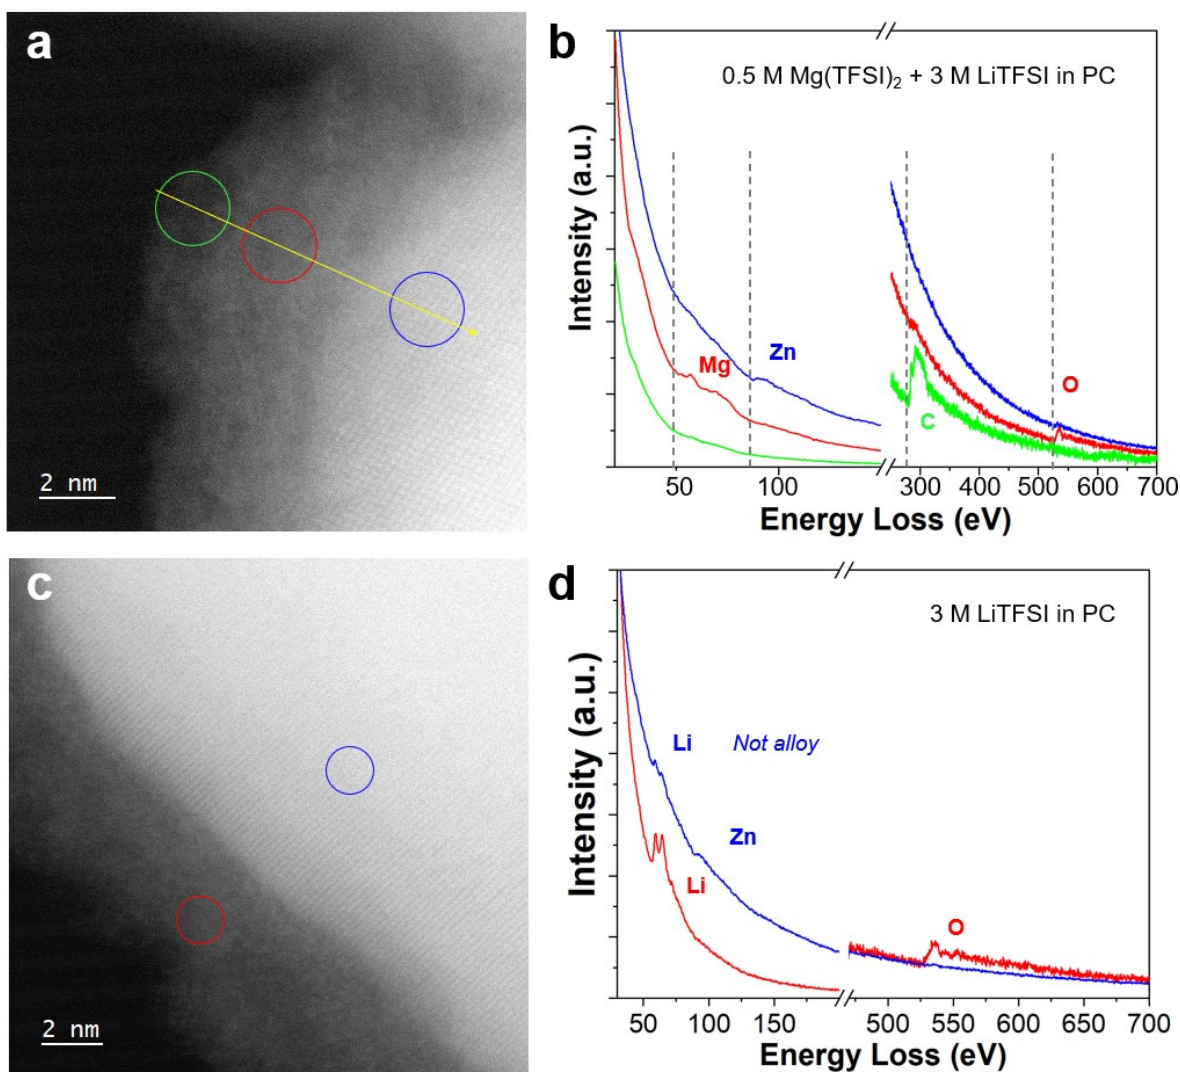 a
2 nm
b
0.5 M Mg(TFSI)₂ + 3 M LiTFSI in PC
Intensity (a.u.)
Mg
Zn
C
O
50 100 300 400 500 600 700
Energy Loss (eV)
c
2 nm
d
3 M LiTFSI in PC
Intensity (a.u.)
Li Not alloy
Zn
Li
O
50 100 150 500 550 600 650 700
Energy Loss (eV)